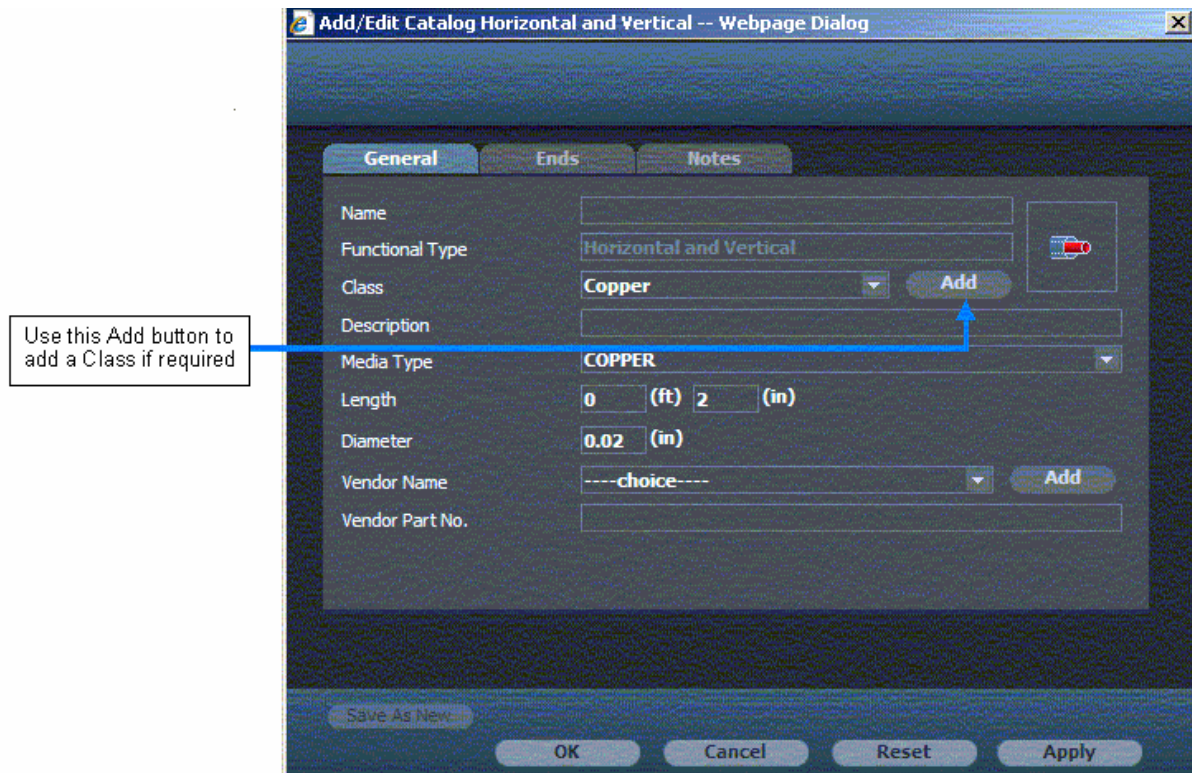 Add/Edit Catalog Horizontal and Vertical -- Webpage Dialog
General Ends Notes
Name
Functional Type Horizontal and Vertical
Class Copper Add
Description
Use this Add button to
add a Class if required
Media Type COPPER
Length 0 (ft) 2 (in)
Diameter 0.02 (in)
Vendor Name ----choice---- Add
Vendor Part No.
Save As New
OK Cancel Reset Apply